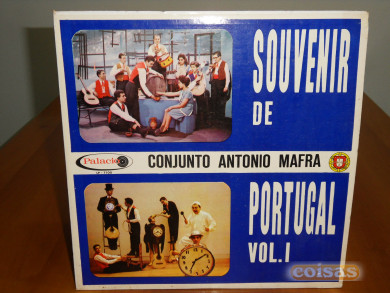 SOUVENIR
DE
Palacio
CONJUNTO ANTONIO MAFRA
PORTUGAL
VOL. I
coisas